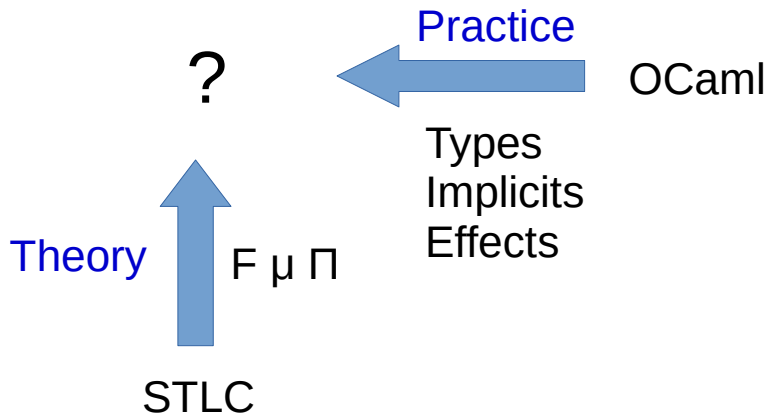 Practice
?
OCaml
Types
Implicits
Effects
Theory
F μ Π
STLC